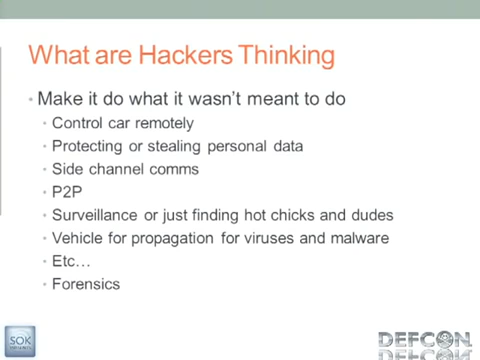 What are Hackers Thinking
Make it do what it wasn't meant to do
Control car remotely
Protecting or stealing personal data
Side channel comms
P2P
Surveillance or just finding hot chicks and dudes
Vehicle for propagation for viruses and malware
Etc…
Forensics
SOK
DEFCON